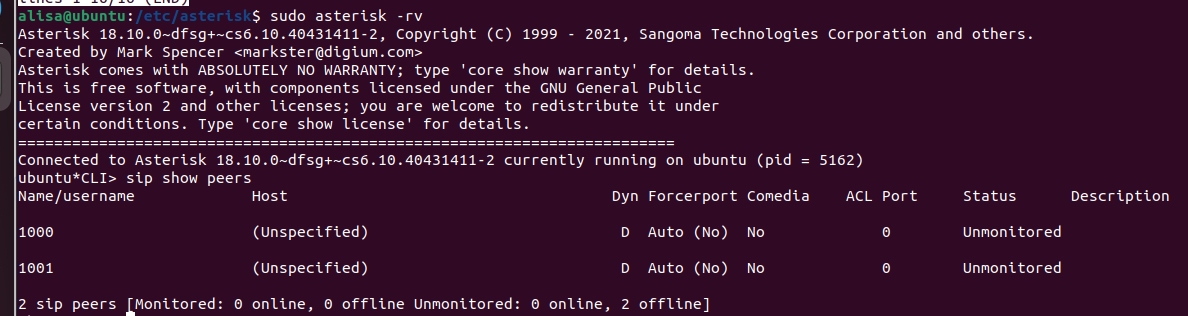 alisa@ubuntu:/etc/asterisk$ sudo asterisk -rv
Asterisk 18.10.0~dfsg+~cs6.10.40431411-2, Copyright (C) 1999 - 2021, Sangoma Technologies Corporation and others.
Created by Mark Spencer <markster@digium.com>
Asterisk comes with ABSOLUTELY NO WARRANTY; type 'core show warranty' for details.
This is free software, with components licensed under the GNU General Public
License version 2 and other licenses; you are welcome to redistribute it under
certain conditions. Type 'core show license' for details.
=========================================================================
Connected to Asterisk 18.10.0~dfsg+~cs6.10.40431411-2 currently running on ubuntu (pid = 5162)
ubuntu*CLI> sip show peers
Name/username Host Dyn Forcerport Comedia ACL Port Status Description
1000 (Unspecified) D Auto (No) No 0 Unmonitored
1001 (Unspecified) D Auto (No) No 0 Unmonitored
2 sip peers [Monitored: 0 online, 0 offline Unmonitored: 0 online, 2 offline]